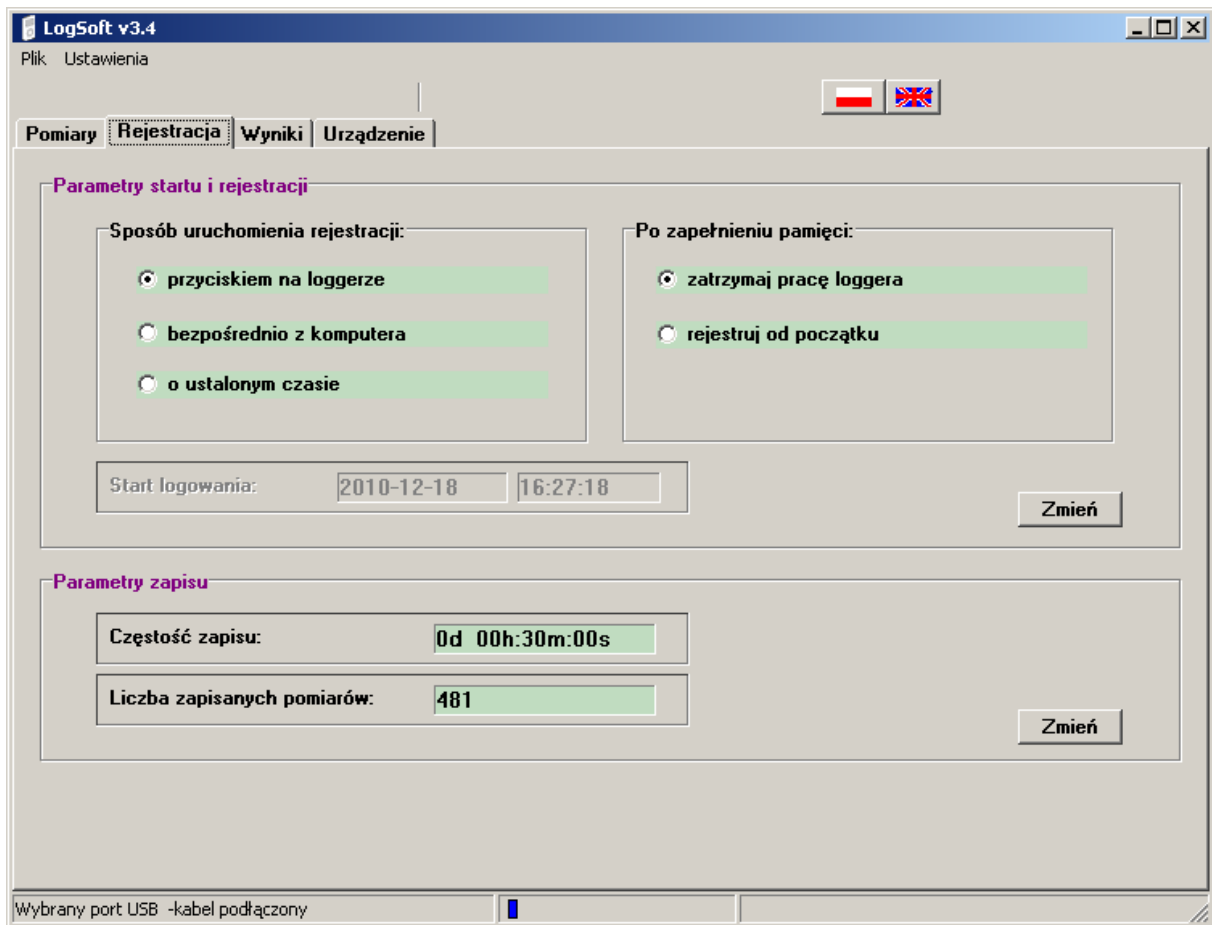 LogSoft v3.4
Plik Ustawienia
Pomiary Rejestracja Wyniki Urządzenie
Parametry startu i rejestracji
Sposób uruchomienia rejestracji:
przyciskiem na loggerze
bezpośrednio z komputera
o ustalonym czasie
Po zapełnieniu pamięci:
zatrzymaj pracę loggera
rejestruj od początku
Start logowania: 2010-12-18 16:27:18
Zmień
Parametry zapisu
Częstość zapisu: 0d 00h:30m:00s
Liczba zapisanych pomiarów: 481
Zmień
Wybrany port USB -kabel podłączony